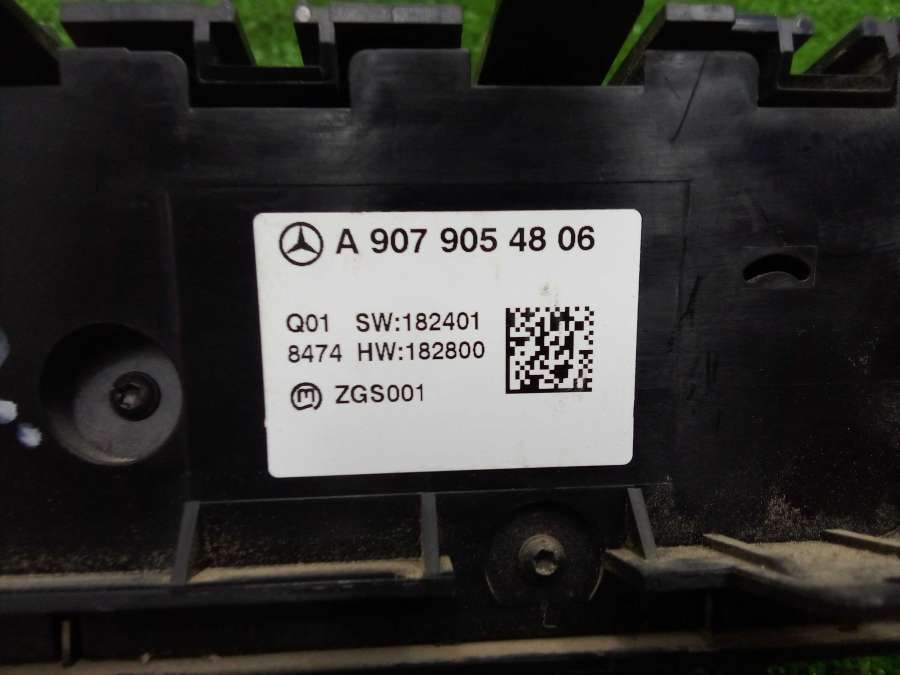 A 907 905 48 06
Q01 SW:182401
8474 HW:182800
ZGS001